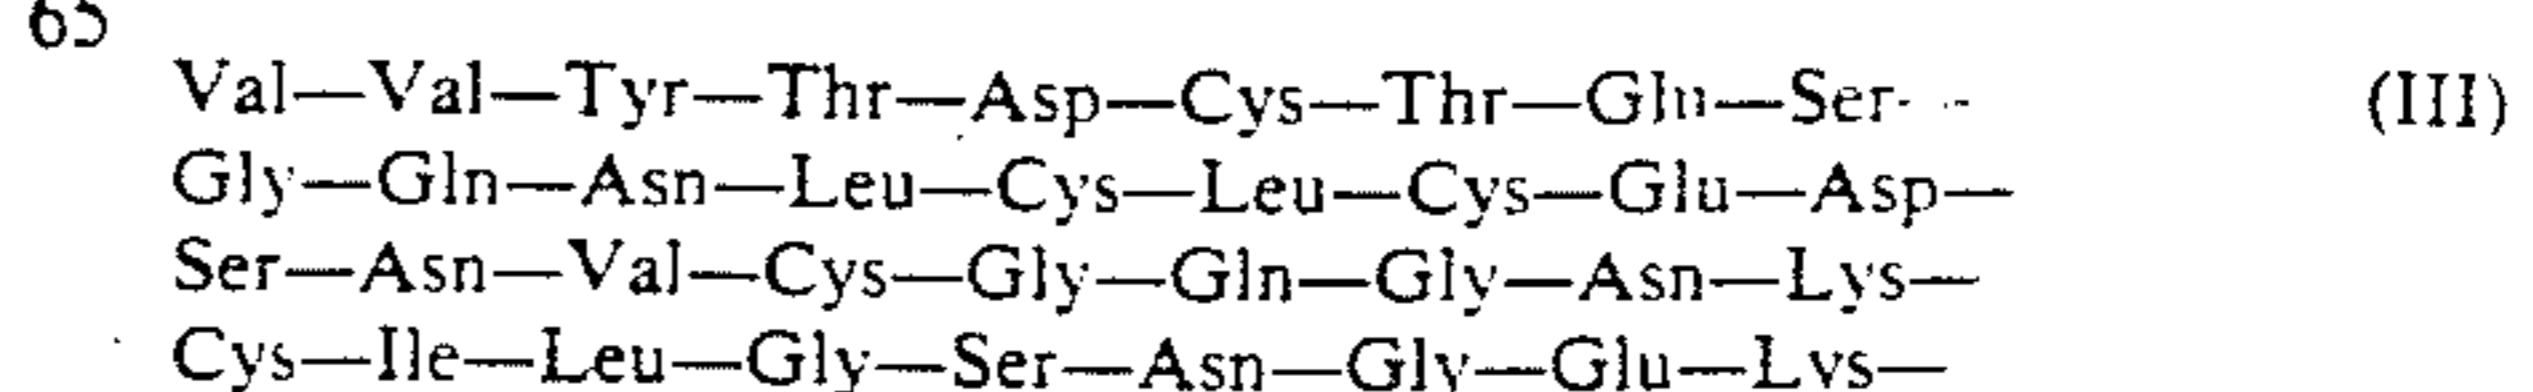 65
Val—Val—Tyr—Thr—Asp—Cys—Thr—Gln—Ser- - (III)
Gly—Gln—Asn—Leu—Cys—Leu—Cys—Glu—Asp—
Ser—Asn—Val—Cys—Gly—Gln—Gly—Asn—Lys—
Cys—Ile—Leu—Gly—Ser—Asn—Gly—Glu—Lys—